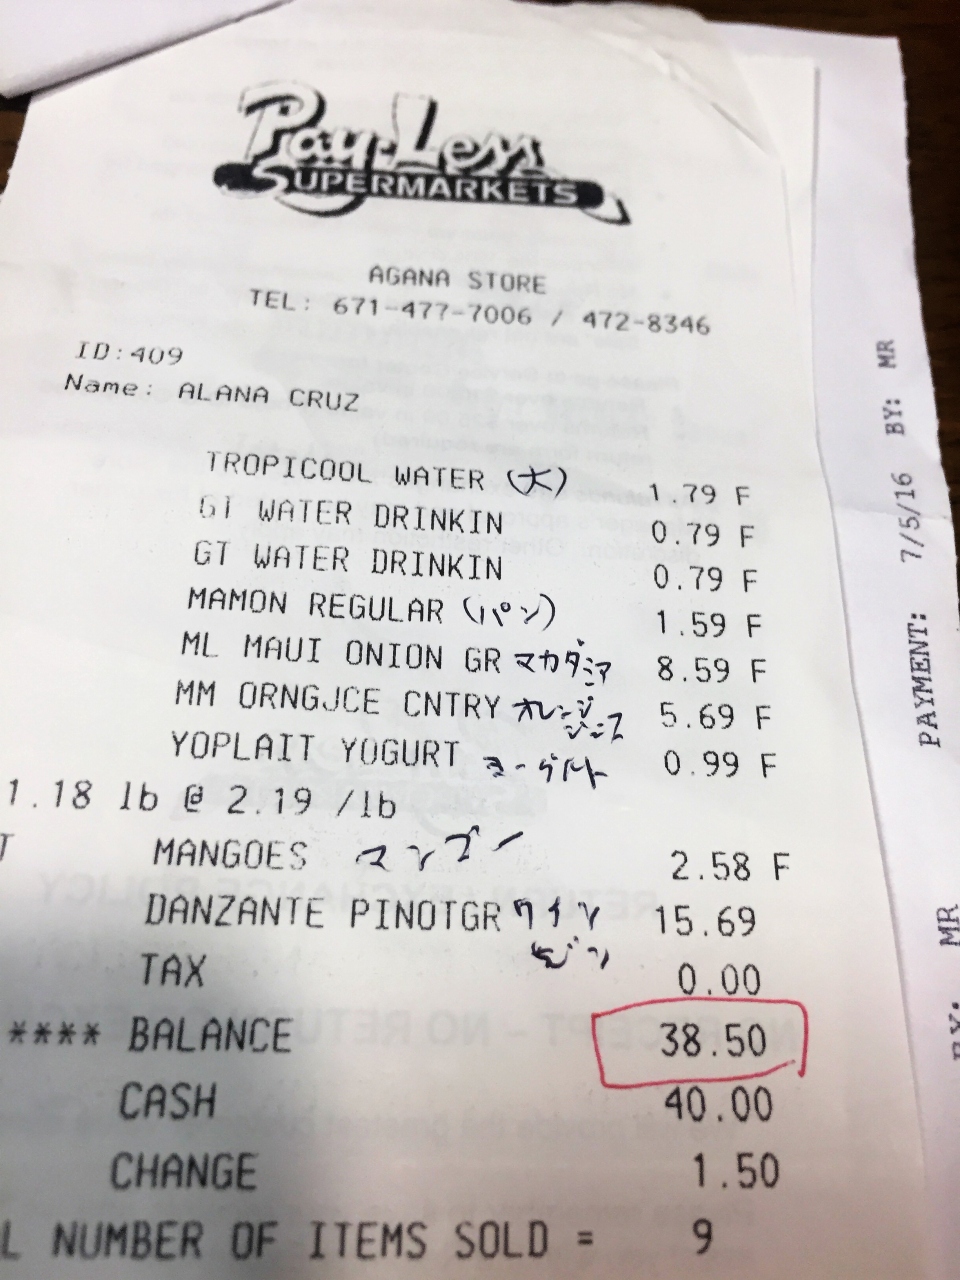 Pay-Less
SUPERMARKETS
AGANA STORE
TEL: 671-477-7006 / 472-8346
ID:409
Name: ALANA CRUZ
TROPICOOL WATER (大) 1.79 F
GT WATER DRINKIN 0.79 F
GT WATER DRINKIN 0.79 F
MAMON REGULAR (パン) 1.59 F
ML MAUI ONION GR マカダミア 8.59 F
MM ORNGJCE CNTRY オレンジ 5.69 F
ジュース
YOPLAIT YOGURT ヨーグルト 0.99 F
1.18 lb @ 2.19 /lb
T MANGOES マンゴー 2.58 F
DANZANTE PINOTGR ワイン 15.69
ビン
TAX 0.00
**** BALANCE 38.50
CASH 40.00
CHANGE 1.50
L NUMBER OF ITEMS SOLD = 9
PAYMENT: 7/5/16 BY: MR
BY: MR